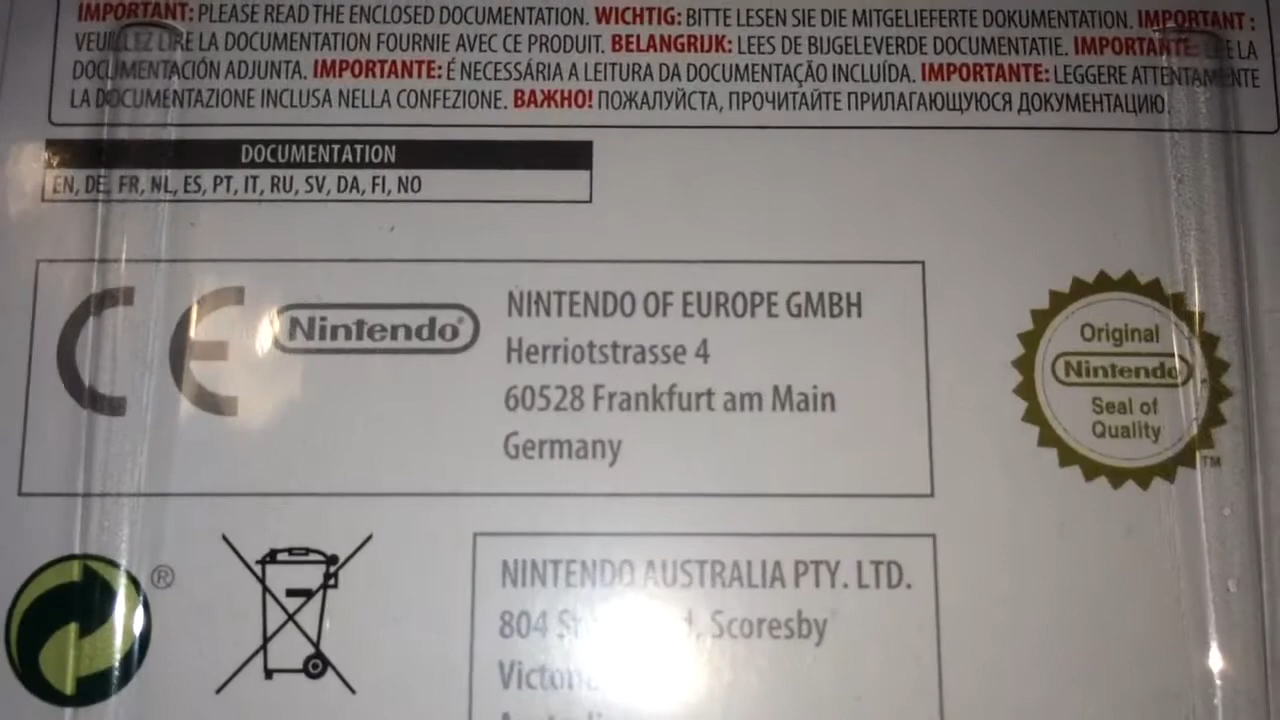 IMPORTANT: PLEASE READ THE ENCLOSED DOCUMENTATION. WICHTIG: BITTE LESEN SIE DIE MITGELIEFERTE DOKUMENTATION. IMPORTANT :
VEUILLEZ LIRE LA DOCUMENTATION FOURNIE AVEC CE PRODUIT. BELANGRIJK: LEES DE BIJGELEVERDE DOCUMENTATIE. IMPORTANTE: LA
DOCUMENTACIÓN ADJUNTA. IMPORTANTE: É NECESSÁRIA A LEITURA DA DOCUMENTAÇÃO INCLUÍDA. IMPORTANTE: LEGGERE ATTENTAMENTE
LA DOCUMENTAZIONE INCLUSA NELLA CONFEZIONE. ВАЖНО! ПОЖАЛУЙСТА, ПРОЧИТАЙТЕ ПРИЛАГАЮЩУЮСЯ ДОКУМЕНТАЦИЮ.
DOCUMENTATION
EN, DE, FR, NL, ES, PT, IT, RU, SV, DA, FI, NO
CE
Nintendo®
NINTENDO OF EUROPE GMBH
Herriotstrasse 4
60528 Frankfurt am Main
Germany
Original
Nintendo
Seal of
Quality
TM
®
NINTENDO AUSTRALIA PTY. LTD.
804 Scoresby